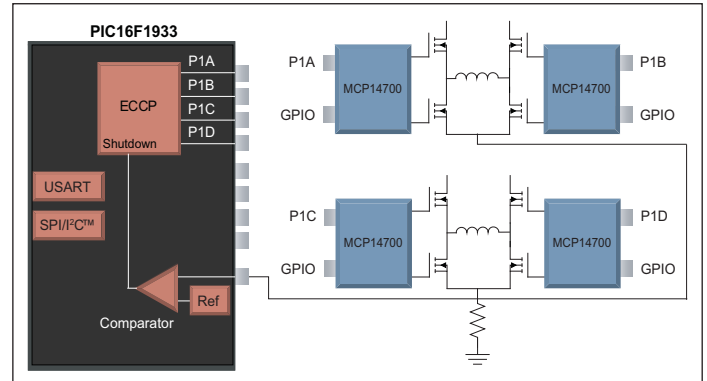 PIC16F1933
P1A
P1B
P1C
P1D
ECCP
Shutdown
USART
SPI/I²C™
Ref
Comparator
P1A
GPIO
MCP14700
MCP14700
P1B
GPIO
P1C
GPIO
MCP14700
MCP14700
P1D
GPIO